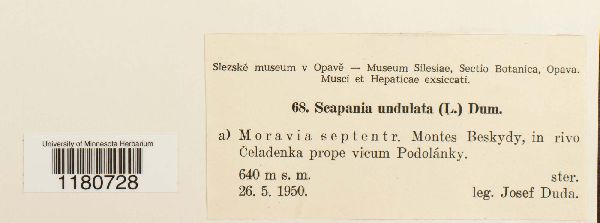 Slezské museum v Opavě — Museum Silesiae, Sectio Botanica, Opava.
Musci et Hepaticae exsiccati.
68. Scapania undulata (L.) Dum.
a) Moravia septentr. Montes Beskydy, in rivo
Čeladenka prope vicum Podolánky.
640 m s. m. ster.
26. 5. 1950. leg. Josef Duda.
University of Minnesota Herbarium
1180728